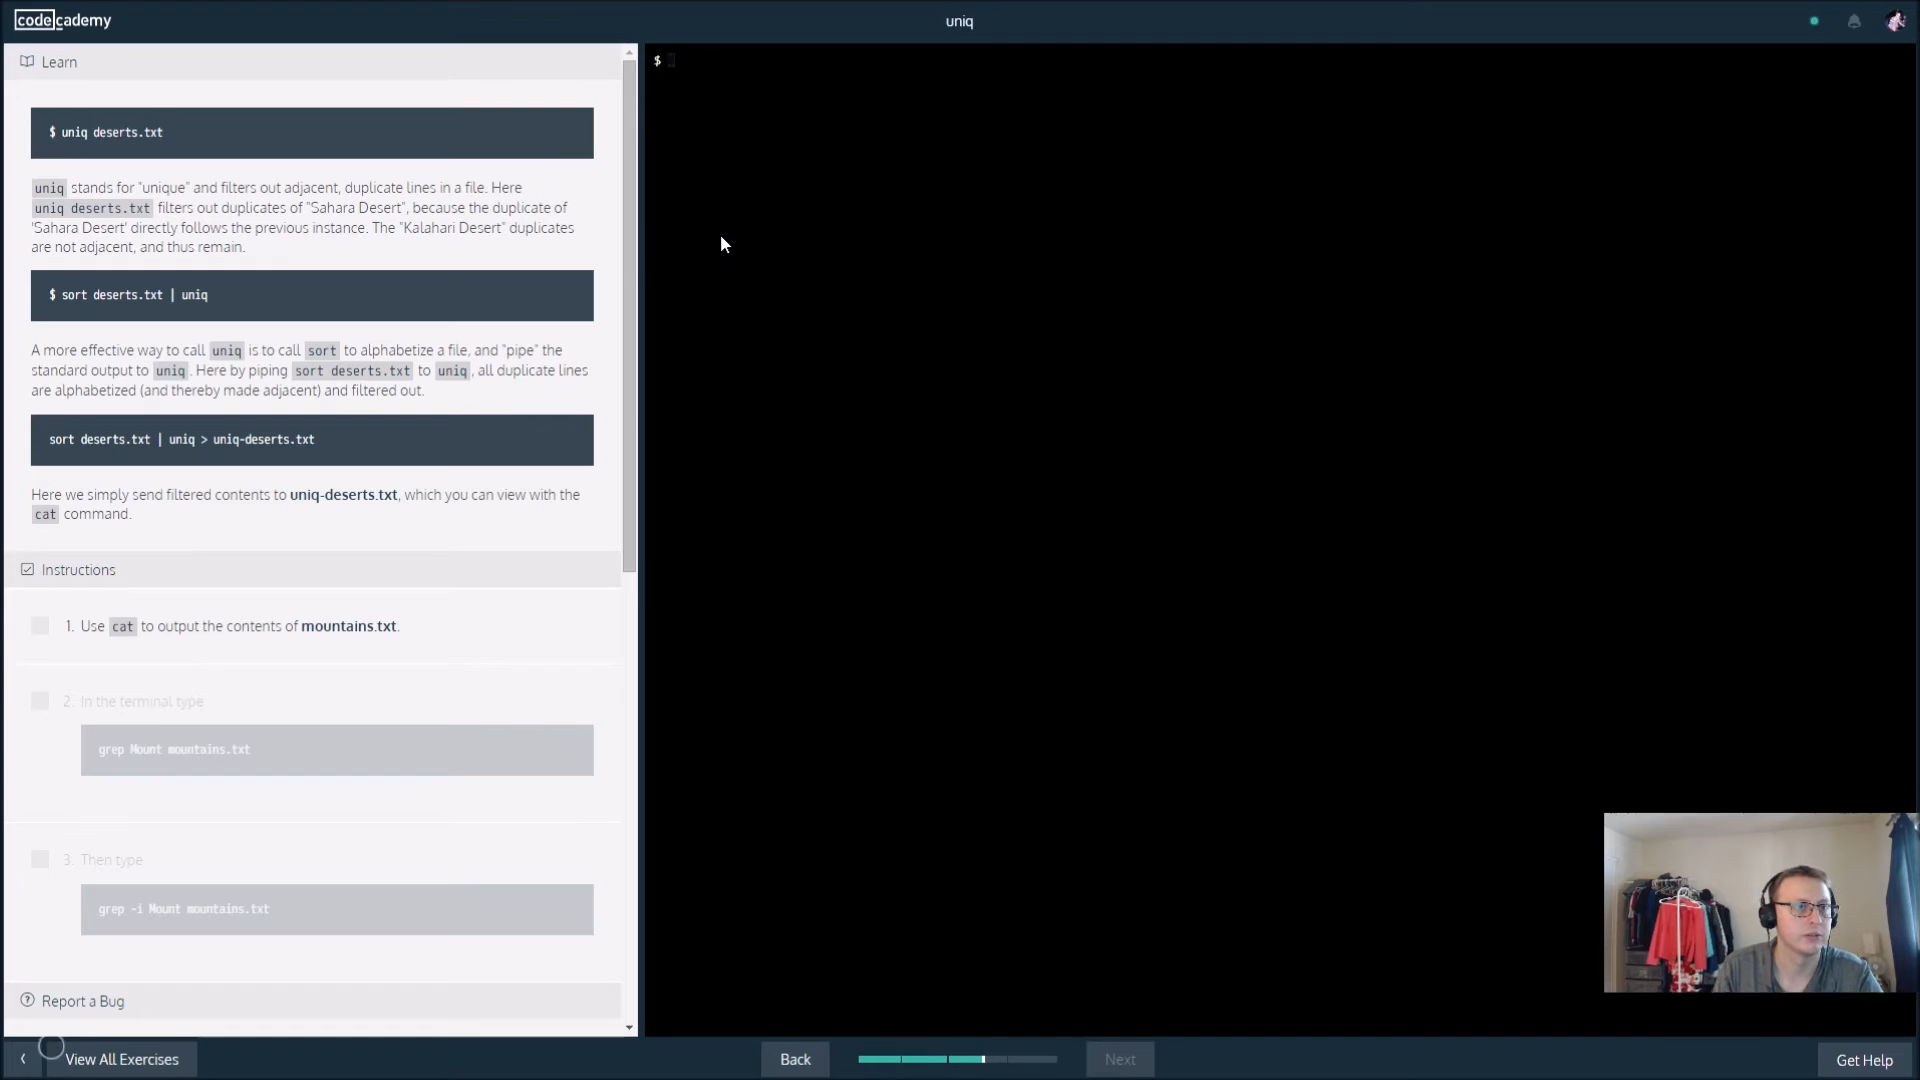 codecademy
uniq
Learn
$
$ uniq deserts.txt
uniq stands for "unique" and filters out adjacent, duplicate lines in a file. Here
uniq deserts.txt filters out duplicates of "Sahara Desert", because the duplicate of
'Sahara Desert' directly follows the previous instance. The "Kalahari Desert" duplicates
are not adjacent, and thus remain.
$ sort deserts.txt | uniq
A more effective way to call uniq is to call sort to alphabetize a file, and "pipe" the
standard output to uniq. Here by piping sort deserts.txt to uniq, all duplicate lines
are alphabetized (and thereby made adjacent) and filtered out.
sort deserts.txt | uniq > uniq-deserts.txt
Here we simply send filtered contents to uniq-deserts.txt, which you can view with the
cat command.
Instructions
1. Use cat to output the contents of mountains.txt.
2. In the terminal type
grep Mount mountains.txt
3. Then type
grep -i Mount mountains.txt
Report a Bug
View All Exercises
Back
Next
Get Help